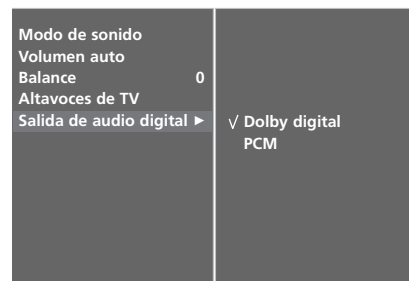 Modo de sonido
Volumen auto
Balance 0
Altavoces de TV
Salida de audio digital ►
√ Dolby digital
PCM